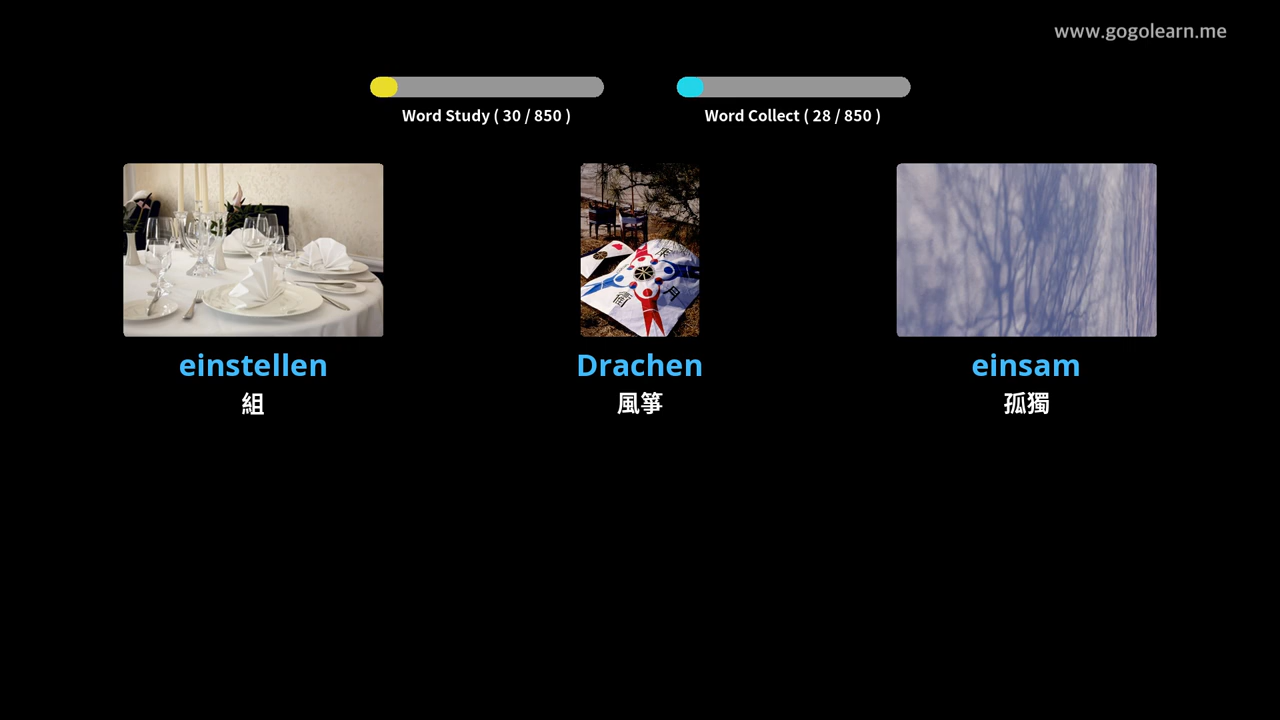 www.gogolearn.me
Word Study ( 30 / 850 )
Word Collect ( 28 / 850 )
einstellen
組
Drachen
風箏
einsam
孤獨